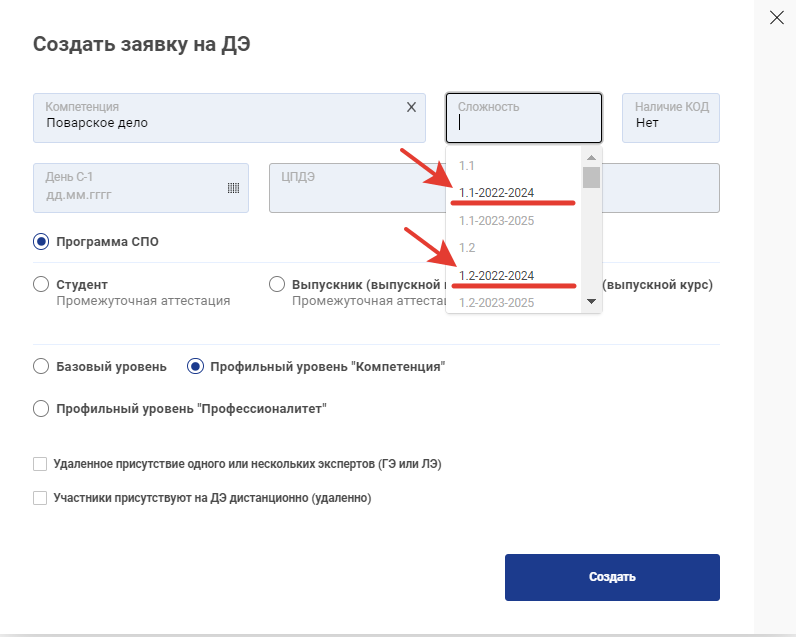 Создать заявку на ДЭ
Компетенция
X
Поварское дело
Сложность
Наличие КОД
Нет
День С-1
дд.мм.гггг
ЦПДЭ
1.1
1.1-2022-2024
1.1-2023-2025
1.2
1.2-2022-2024
1.2-2023-2025
Программа СПО
Студент
Промежуточная аттестация
Выпускник (выпускной
Промежуточная аттеста
(выпускной курс)
Базовый уровень
Профильный уровень "Компетенция"
Профильный уровень "Профессионалитет"
Удаленное присутствие одного или нескольких экспертов (ГЭ или ЛЭ)
Участники присутствуют на ДЭ дистанционно (удаленно)
Создать